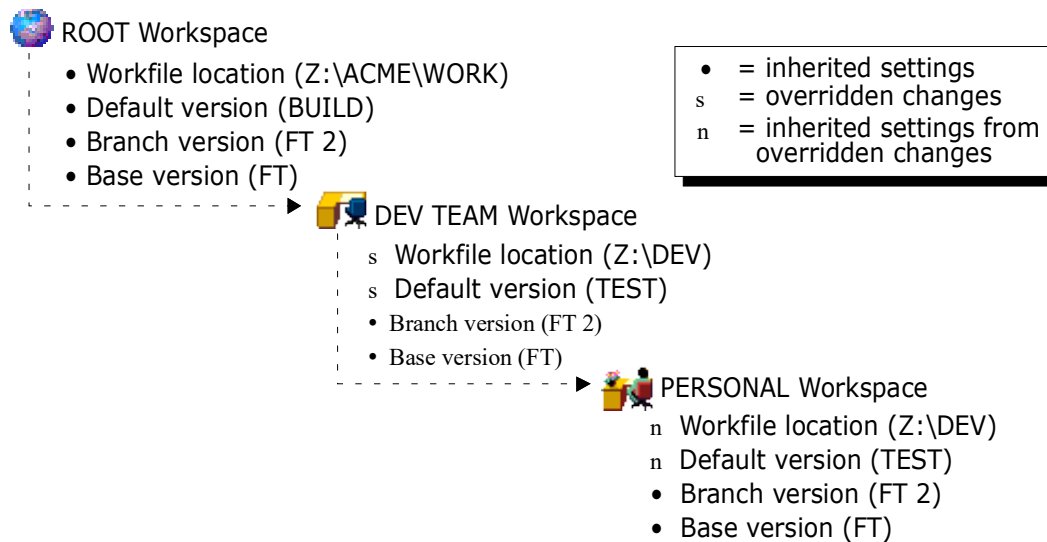 ROOT Workspace
• Workfile location (Z:\ACME\WORK)
• Default version (BUILD)
• Branch version (FT 2)
• Base version (FT)
• = inherited settings
s = overridden changes
n = inherited settings from
overridden changes
DEV TEAM Workspace
s Workfile location (Z:\DEV)
s Default version (TEST)
• Branch version (FT 2)
• Base version (FT)
PERSONAL Workspace
n Workfile location (Z:\DEV)
n Default version (TEST)
• Branch version (FT 2)
• Base version (FT)